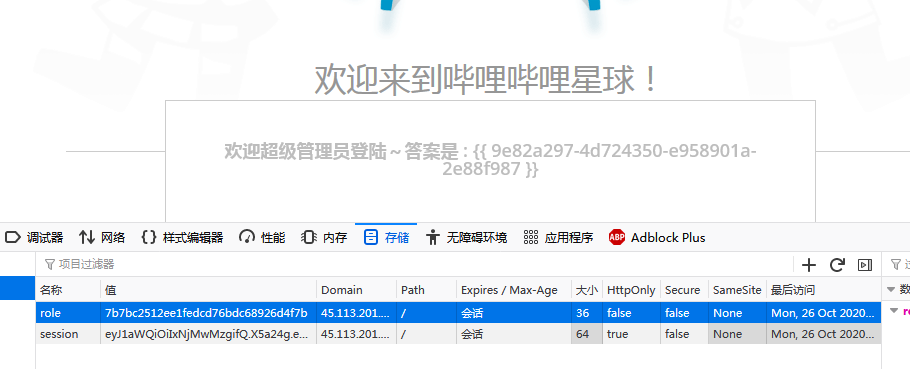 欢迎来到哔哩哔哩星球！
欢迎超级管理员登陆 ~ 答案是 : {{ 9e82a297-4d724350-e958901a-
2e88f987 }}
调试器 网络 {} 样式编辑器 性能 内存 存储 无障碍环境 应用程序 ABP Adblock Plus
项目过滤器
名称 值 Domain Path Expires / Max-Age 大小 HttpOnly Secure SameSite 最后访问 数
role 7b7bc2512ee1fedcd76bdc68926d4f7b 45.113.201.... / 会话 36 false false None Mon, 26 Oct 2020...
session eyJ1aWQiOiIxNjMwMzgifQ.X5a24g.e... 45.113.201.... / 会话 64 true false None Mon, 26 Oct 2020...